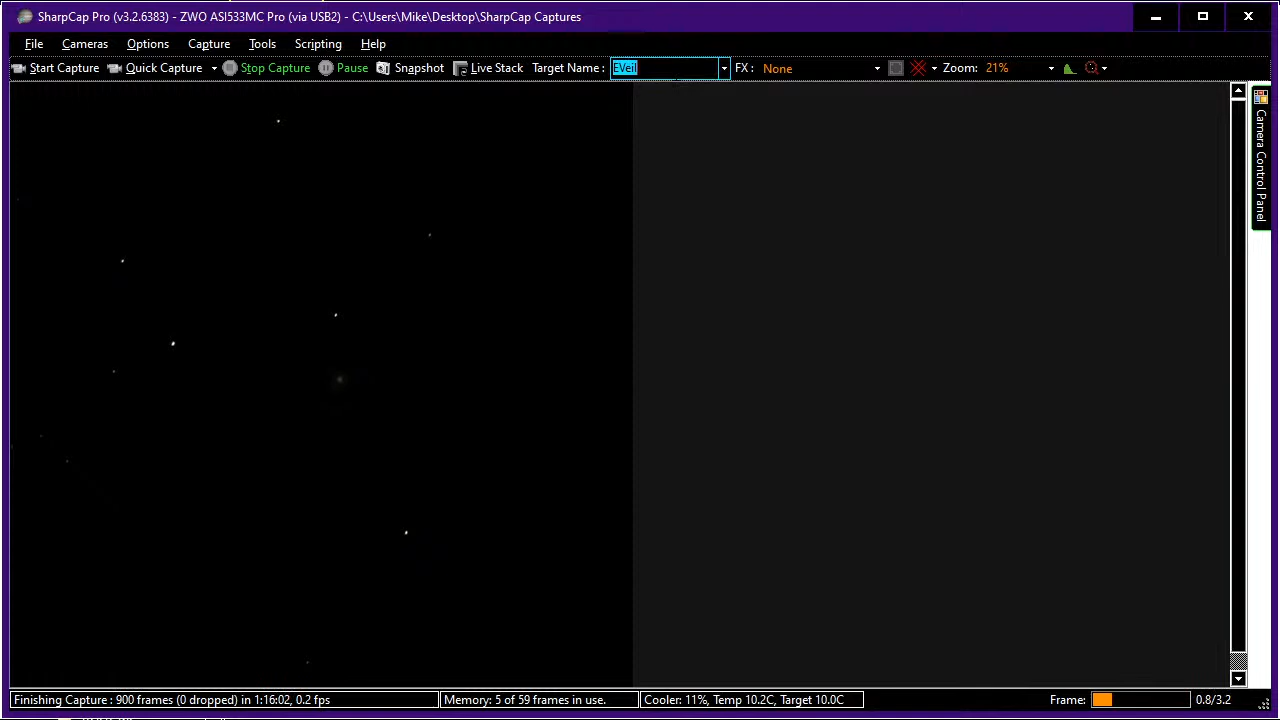 SharpCap Pro (v3.2.6383) - ZWO ASI533MC Pro (via USB2) - C:\Users\Mike\Desktop\SharpCap Captures
File Cameras Options Capture Tools Scripting Help
Start Capture Quick Capture Stop Capture Pause Snapshot Live Stack Target Name : EVeil FX : None Zoom: 21%
Camera Control Panel
Finishing Capture : 900 frames (0 dropped) in 1:16:02, 0.2 fps Memory: 5 of 59 frames in use. Cooler: 11%, Temp 10.2C, Target 10.0C Frame: 0.8/3.2